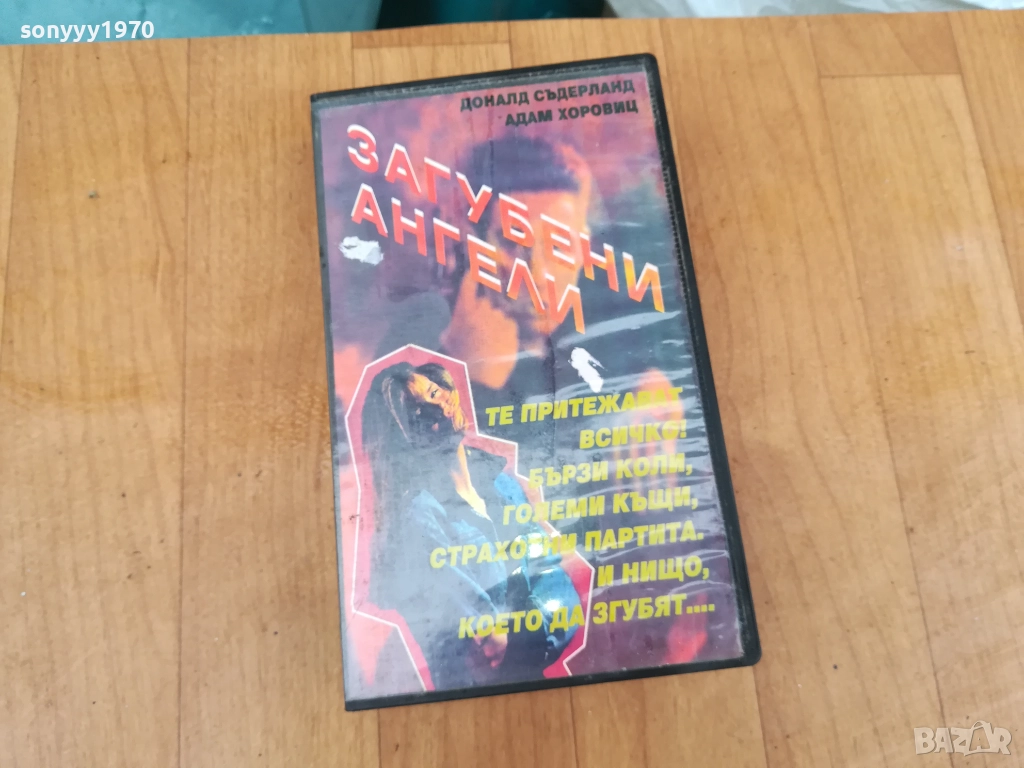 sonyyy1970
ДОНАЛД СЪДЕРЛАНД
АДАМ ХОРОВИЦ
ЗАГУБЕНИ
АНГЕЛИ
ТЕ ПРИТЕЖАВАТ
ВСИЧКО!
БЪРЗИ КОЛИ,
ГОЛЕМИ КЪЩИ,
СТРАХОТНИ ПАРТИТА.
И НИЩО,
КОЕТО ДА ЗГУБЯТ....
BAZAR